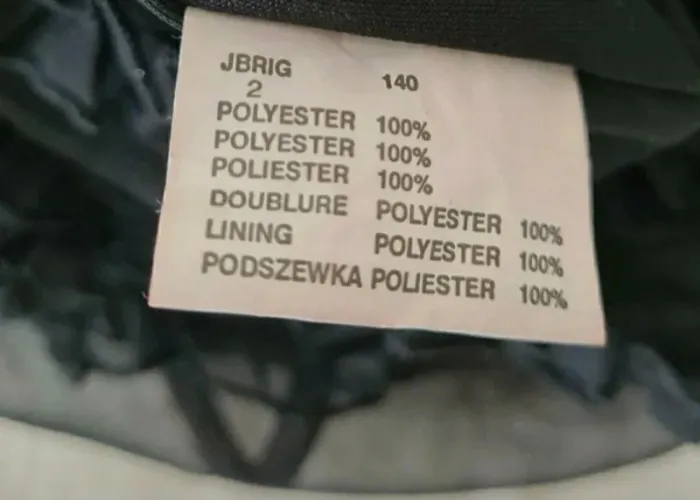 JBRIG 140
2
POLYESTER 100%
POLYESTER 100%
POLIESTER 100%
DOUBLURE POLYESTER 100%
LINING POLYESTER 100%
PODSZEWKA POLIESTER 100%